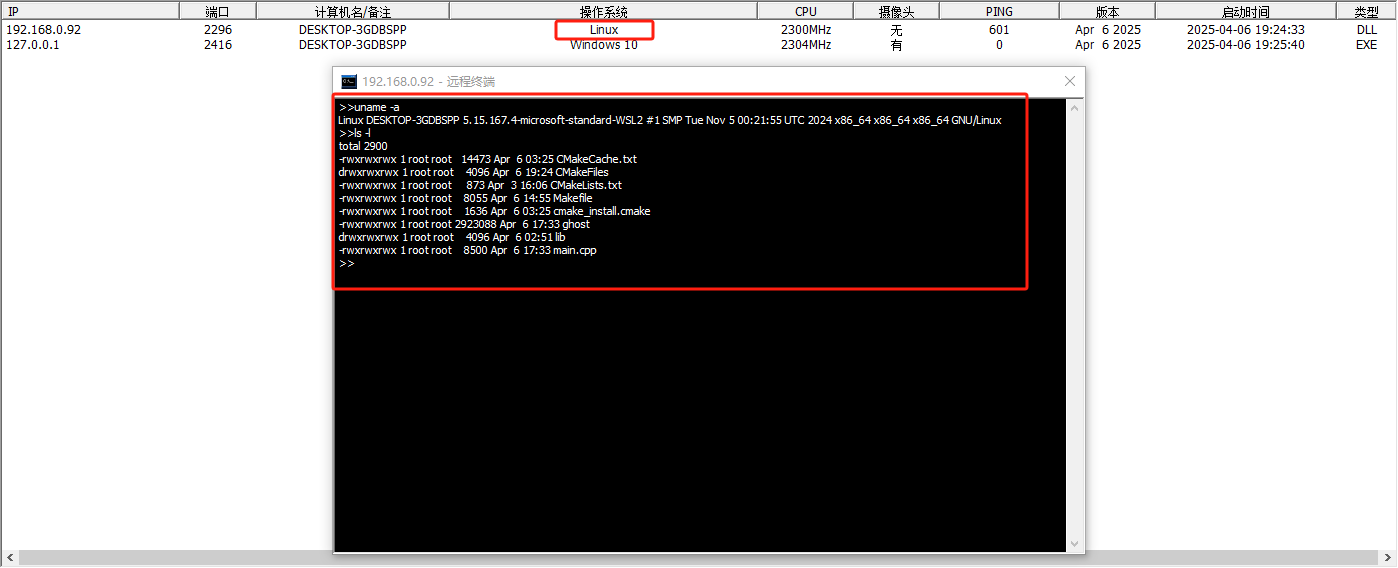 IP 端口 计算机名/备注 操作系统 CPU 摄像头 PING 版本 启动时间 类型
192.168.0.92 2296 DESKTOP-3GDBSPP Linux 2300MHz 无 601 Apr 6 2025 2025-04-06 19:24:33 DLL
127.0.0.1 2416 DESKTOP-3GDBSPP Windows 10 2304MHz 有 0 Apr 6 2025 2025-04-06 19:25:40 EXE
192.168.0.92 - 远程终端
>>uname -a
Linux DESKTOP-3GDBSPP 5.15.167.4-microsoft-standard-WSL2 #1 SMP Tue Nov 5 00:21:55 UTC 2024 x86_64 x86_64 x86_64 GNU/Linux
>>ls -l
total 2900
-rwxrwxrwx 1 root root 14473 Apr 6 03:25 CMakeCache.txt
drwxrwxrwx 1 root root 4096 Apr 6 19:24 CMakeFiles
-rwxrwxrwx 1 root root 873 Apr 3 16:06 CMakeLists.txt
-rwxrwxrwx 1 root root 8055 Apr 6 14:55 Makefile
-rwxrwxrwx 1 root root 1636 Apr 6 03:25 cmake_install.cmake
-rwxrwxrwx 1 root root 2923088 Apr 6 17:33 ghost
drwxrwxrwx 1 root root 4096 Apr 6 02:51 lib
-rwxrwxrwx 1 root root 8500 Apr 6 17:33 main.cpp
>>